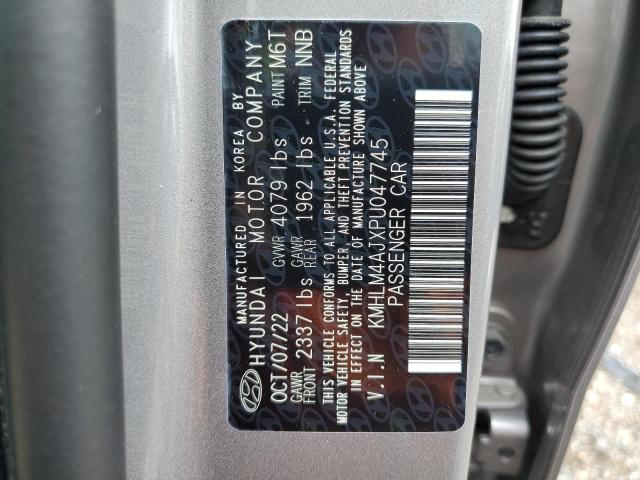 MANUFACTURED IN KOREA BY
HYUNDAI MOTOR COMPANY
OCT/07/22 GVWR 4079 lbs PAINT M6T
GAWR FRONT 2337 lbs GAWR REAR 1962 lbs TRIM NNB
THIS VEHICLE CONFORMS TO ALL APPLICABLE U.S.A. FEDERAL
MOTOR VEHICLE SAFETY, BUMPER, AND THEFT PREVENTION STANDARDS
IN EFFECT ON THE DATE OF MANUFACTURE SHOWN ABOVE
V.I.N KMHLM4AJXPU047745
PASSENGER CAR